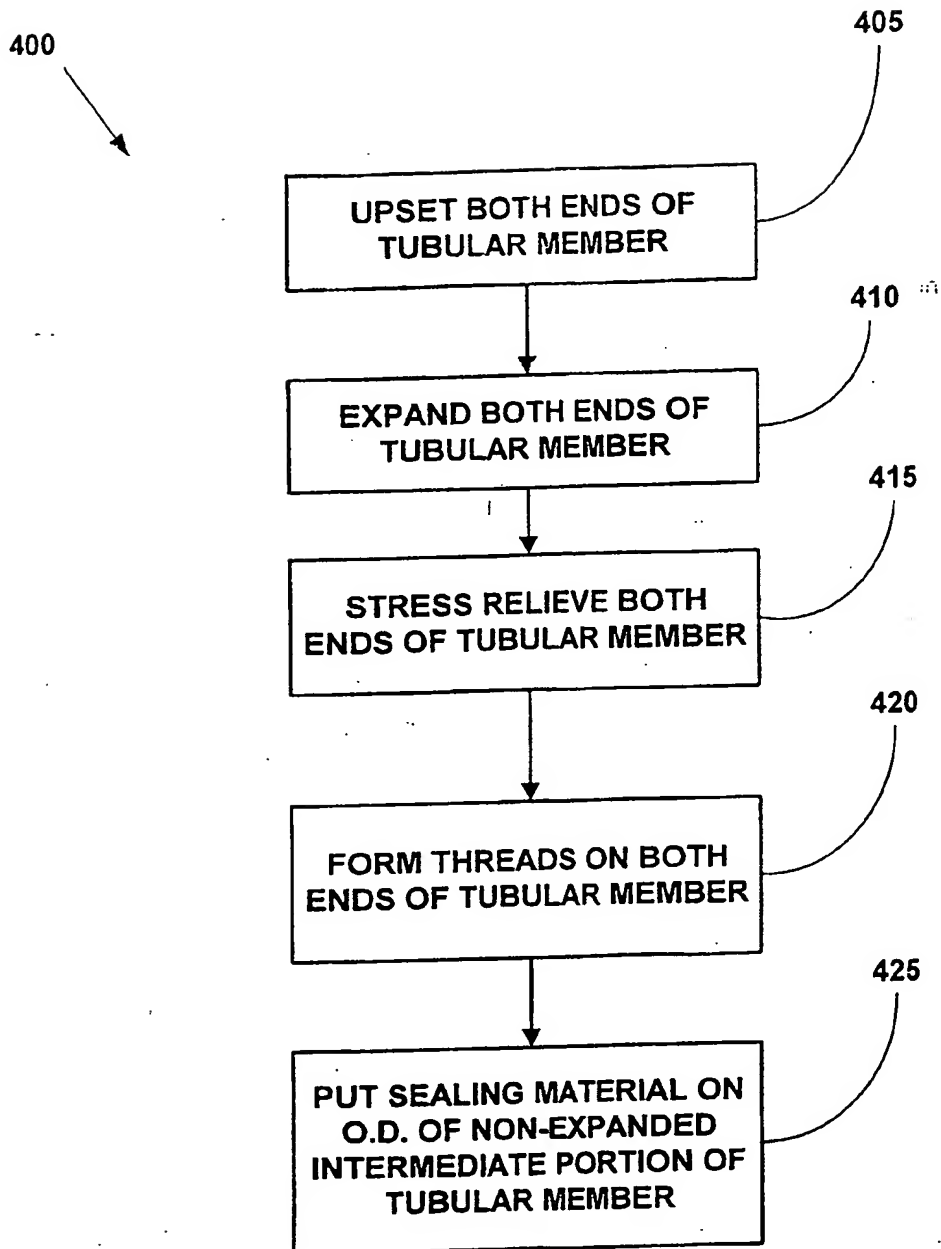 400
405
UPSET BOTH ENDS OF
TUBULAR MEMBER
410
EXPAND BOTH ENDS OF
TUBULAR MEMBER
415
STRESS RELIEVE BOTH
ENDS OF TUBULAR MEMBER
420
FORM THREADS ON BOTH
ENDS OF TUBULAR MEMBER
425
PUT SEALING MATERIAL ON
O.D. OF NON-EXPANDED
INTERMEDIATE PORTION OF
TUBULAR MEMBER